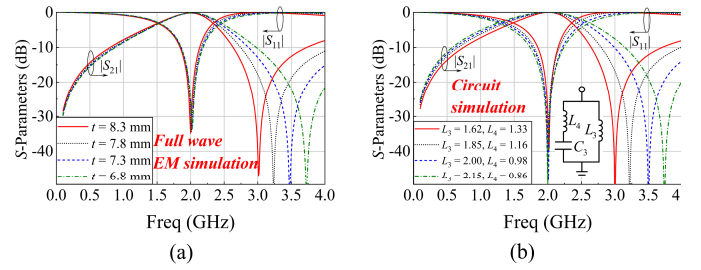 0
-10
-20
-30
-40
S-Parameters (dB)
|S21|
|S11|
t = 8.3 mm
t = 7.8 mm
t = 7.3 mm
t = 6.8 mm
Full wave
EM simulation
0.0 0.5 1.0 1.5 2.0 2.5 3.0 3.5 4.0
Freq (GHz)
(a)
0
-10
-20
-30
-40
S-Parameters (dB)
|S21|
|S11|
Circuit
simulation
L3 = 1.62, L4 = 1.33
L3 = 1.85, L4 = 1.16
L3 = 2.00, L4 = 0.98
L3 = 2.15, L4 = 0.86
L4
L3
C3
0.0 0.5 1.0 1.5 2.0 2.5 3.0 3.5 4.0
Freq (GHz)
(b)